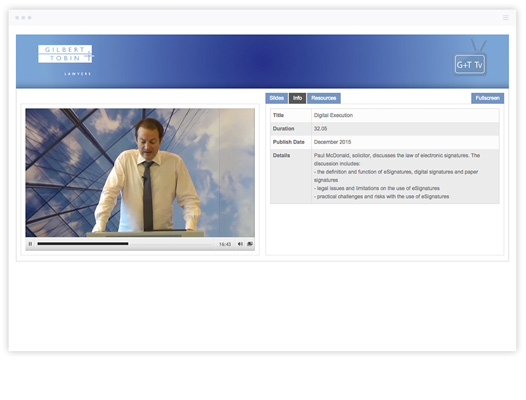 GILBERT
TOBIN
LAWYERS
G+T Tv
Slides
Info
Resources
Fullscreen
Title
Digital Execution
Duration
32.05
Publish Date
December 2015
Details
Paul McDonald, solicitor, discusses the law of electronic signatures. The
discussion includes:
- the definition and function of eSignatures, digital signatures and paper
signatures
- legal issues and limitations on the use of eSignatures
- practical challenges and risks with the use of eSignatures
16:43